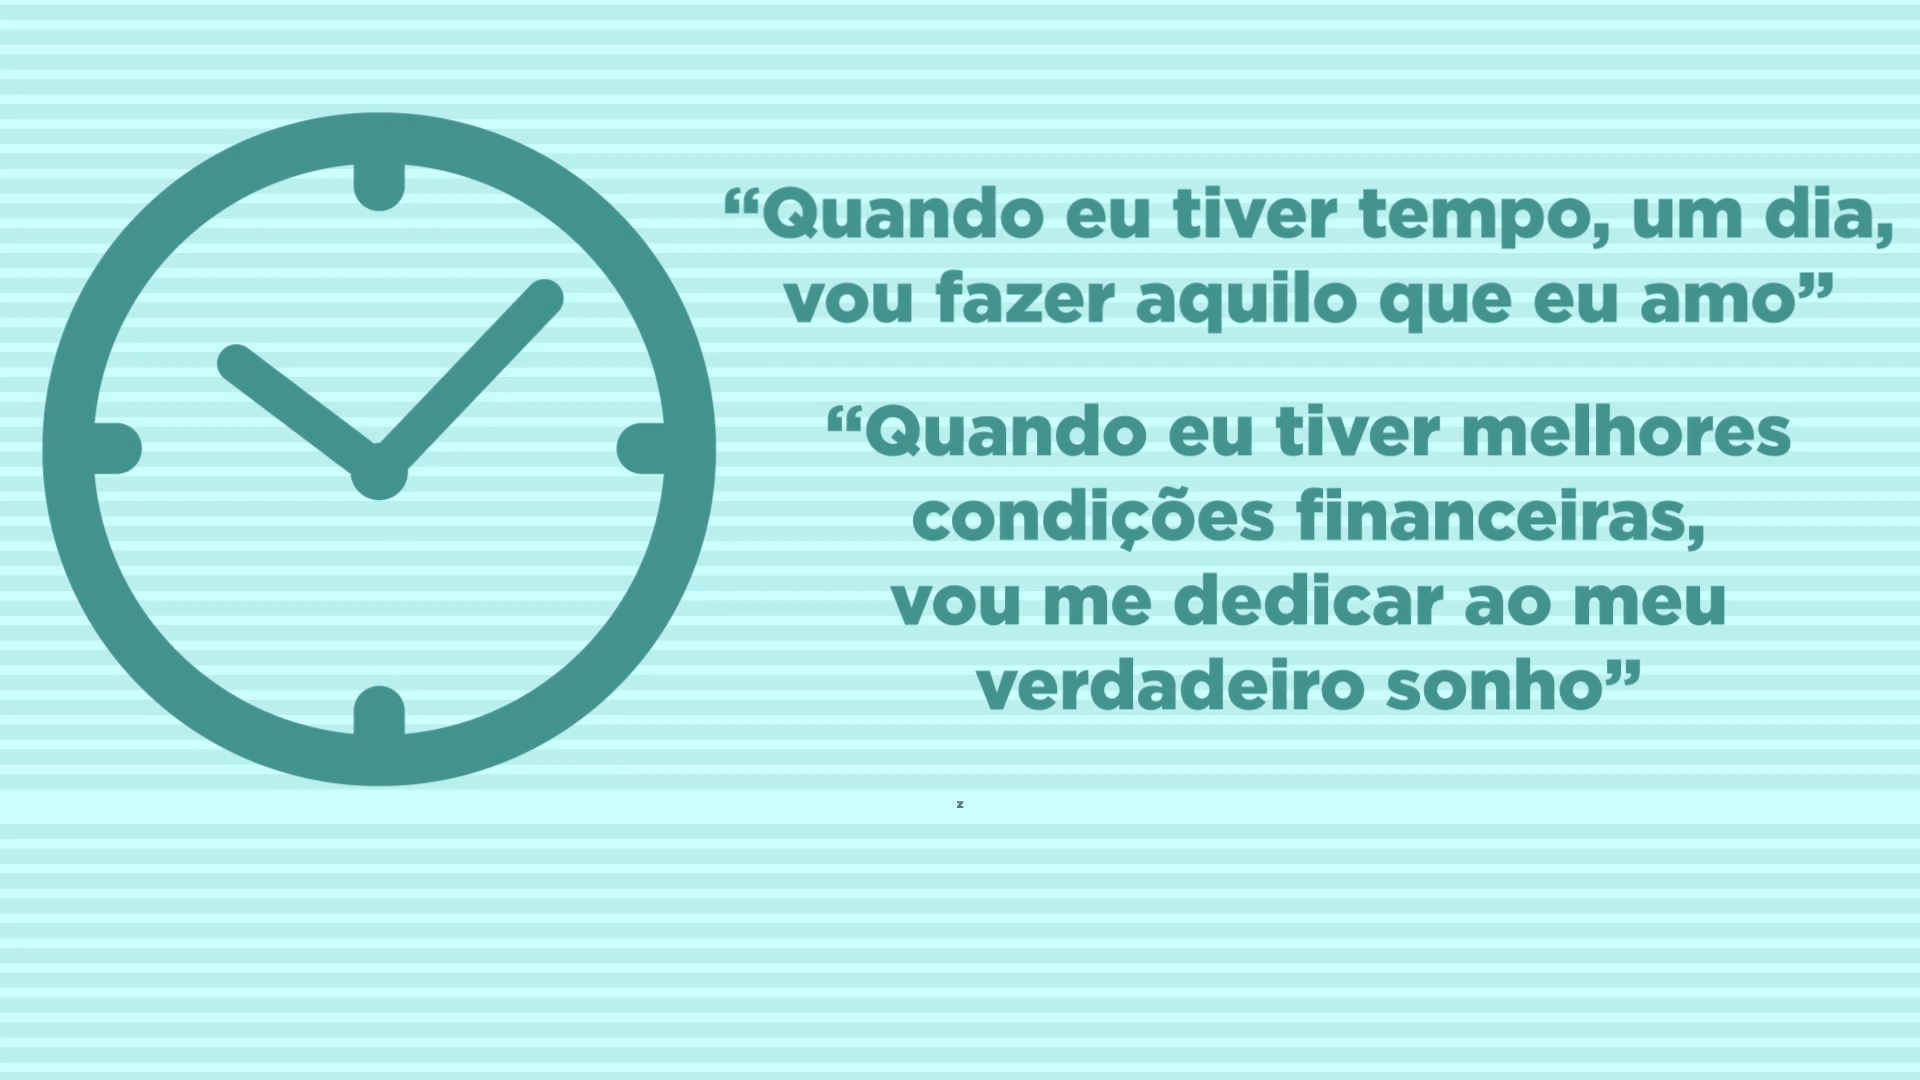 “Quando eu tiver tempo, um dia,
vou fazer aquilo que eu amo”
“Quando eu tiver melhores
condições financeiras,
vou me dedicar ao meu
verdadeiro sonho”
z